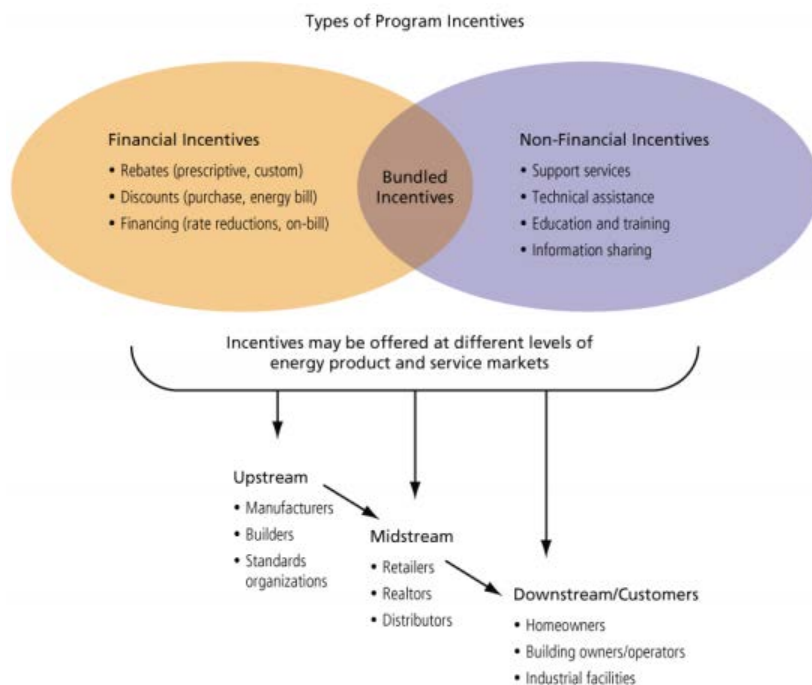 Types of Program Incentives
Financial Incentives
• Rebates (prescriptive, custom)
• Discounts (purchase, energy bill)
• Financing (rate reductions, on-bill)
Bundled
Incentives
Non-Financial Incentives
• Support services
• Technical assistance
• Education and training
• Information sharing
Incentives may be offered at different levels of
energy product and service markets
Upstream
• Manufacturers
• Builders
• Standards
organizations
Midstream
• Retailers
• Realtors
• Distributors
Downstream/Customers
• Homeowners
• Building owners/operators
• Industrial facilities